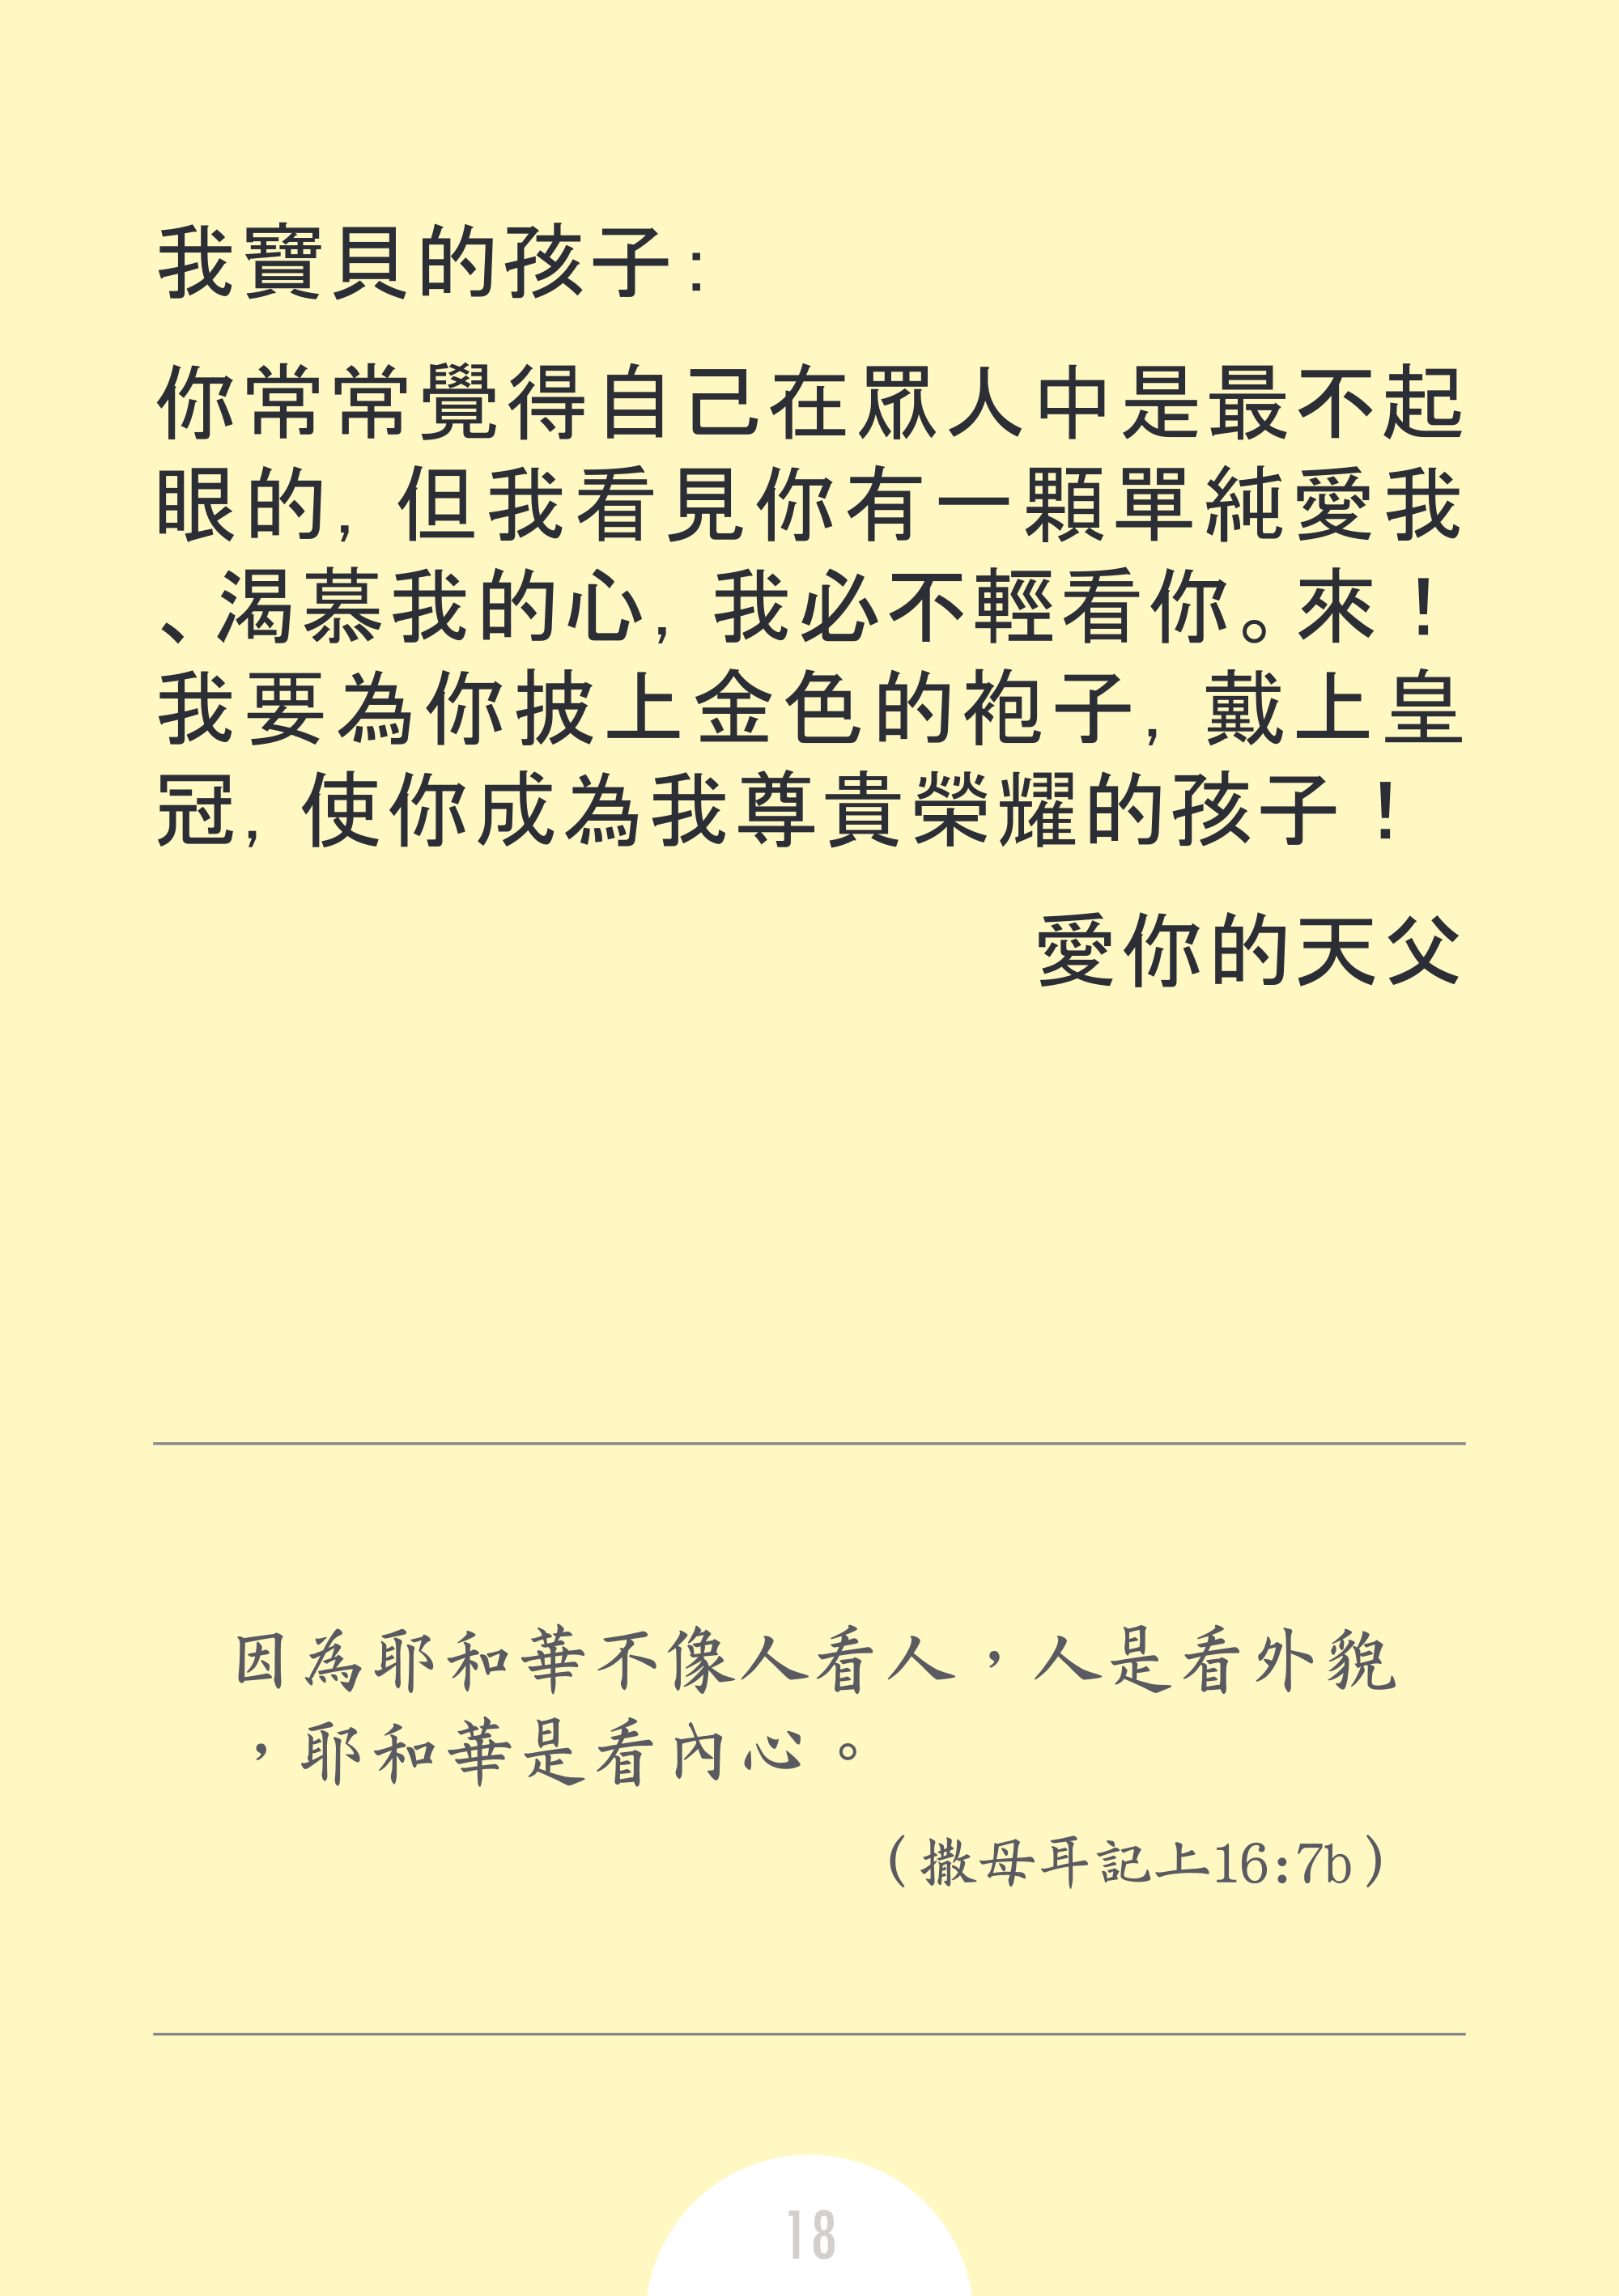 我寶貝的孩子：
你常常覺得自己在眾人中是最不起
眼的，但我看見你有一顆單純愛我
、渴慕我的心，我必不輕看你。來！
我要為你披上金色的袍子，戴上皇
冠，使你成為我尊貴榮耀的孩子！
愛你的天父
因為耶和華不像人看人，人是看外貌
，耶和華是看內心。
（撒母耳記上16:7b）
18